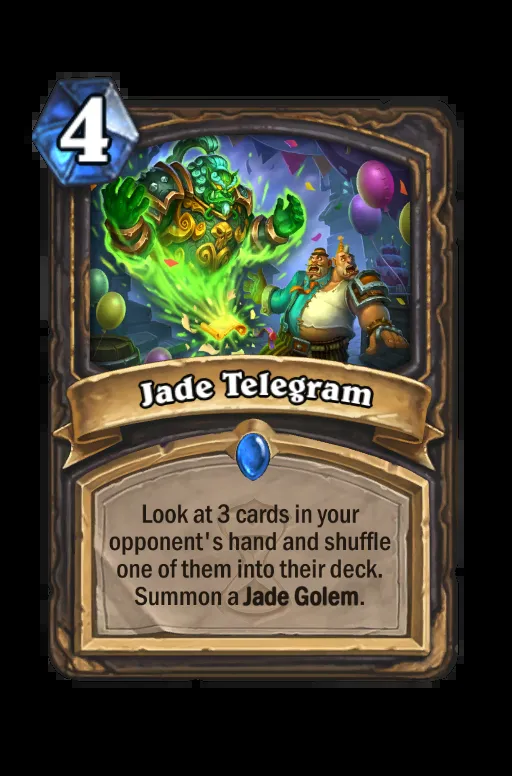 4
Jade Telegram
Look at 3 cards in your
opponent's hand and shuffle
one of them into their deck.
Summon a Jade Golem.